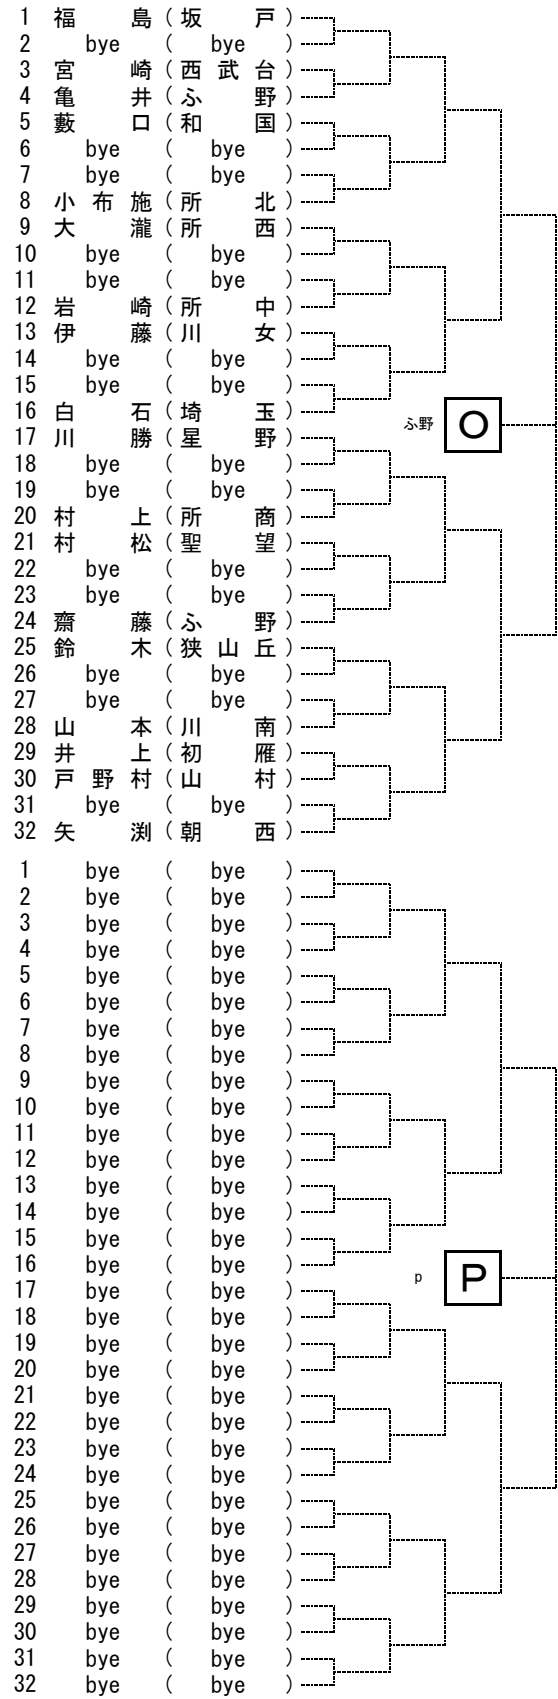 1 福島(坂戸)
2 bye ( bye )
3 宮崎(西武台)
4 亀井(ふ野)
5 藪口(和国)
6 bye ( bye )
7 bye ( bye )
8 小布施(所北)
9 大瀧(所西)
10 bye ( bye )
11 bye ( bye )
12 岩崎(所中)
13 伊藤(川女)
14 bye ( bye )
15 bye ( bye )
16 白石(埼玉)
ふ野 O
17 川勝(星野)
18 bye ( bye )
19 bye ( bye )
20 村上(所商)
21 村松(聖望)
22 bye ( bye )
23 bye ( bye )
24 齋藤(ふ野)
25 鈴木(狭山丘)
26 bye ( bye )
27 bye ( bye )
28 山本(川南)
29 井上(初雁)
30 戸野村(山村)
31 bye ( bye )
32 矢渕(朝西)
1 bye ( bye )
2 bye ( bye )
3 bye ( bye )
4 bye ( bye )
5 bye ( bye )
6 bye ( bye )
7 bye ( bye )
8 bye ( bye )
9 bye ( bye )
10 bye ( bye )
11 bye ( bye )
12 bye ( bye )
13 bye ( bye )
14 bye ( bye )
15 bye ( bye )
16 bye ( bye )
p P
17 bye ( bye )
18 bye ( bye )
19 bye ( bye )
20 bye ( bye )
21 bye ( bye )
22 bye ( bye )
23 bye ( bye )
24 bye ( bye )
25 bye ( bye )
26 bye ( bye )
27 bye ( bye )
28 bye ( bye )
29 bye ( bye )
30 bye ( bye )
31 bye ( bye )
32 bye ( bye )